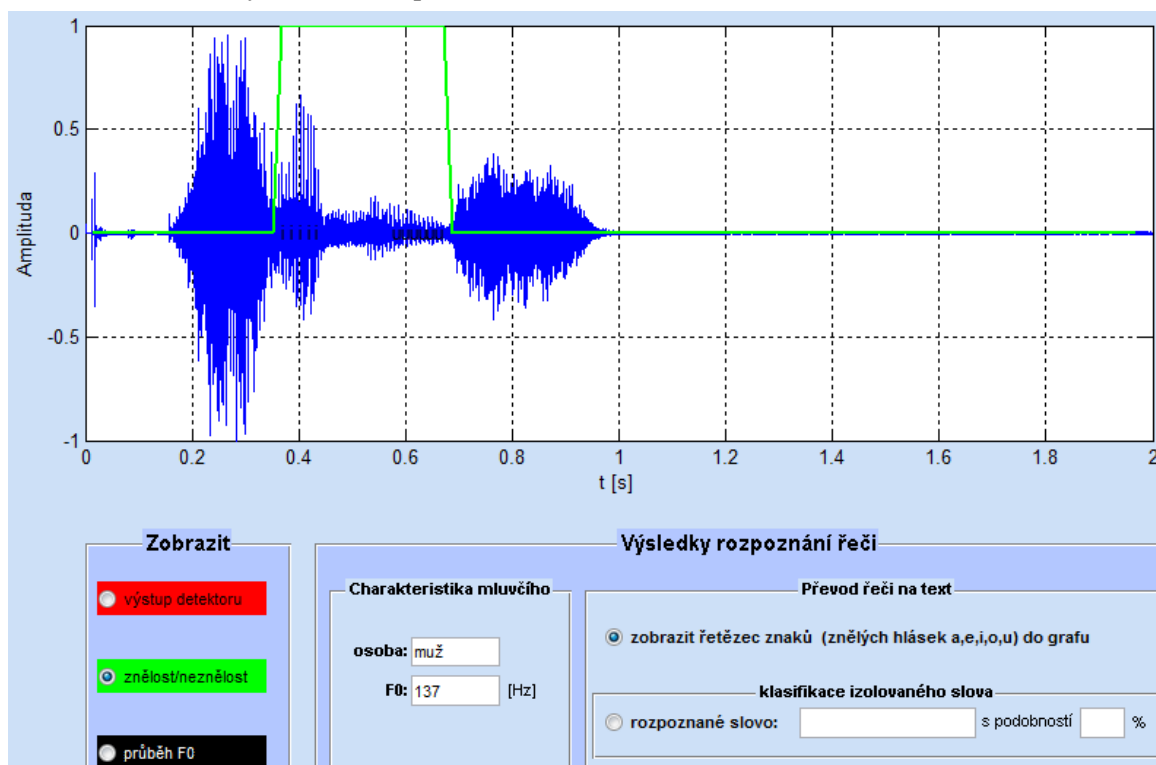 1
0.5
0
-0.5
-1
Amplituda
i i i i
0 0.2 0.4 0.6 0.8 1 1.2 1.4 1.6 1.8 2
t [s]
Zobrazit
výstup detektoru
znělost/neznělost
průběh F0
Výsledky rozpoznání řeči
Charakteristika mluvčího
osoba: muž
F0: 137 [Hz]
Převod řeči na text
zobrazit řetězec znaků (znělých hlásek a,e,i,o,u) do grafu
klasifikace izolovaného slova
rozpoznané slovo: s podobností %